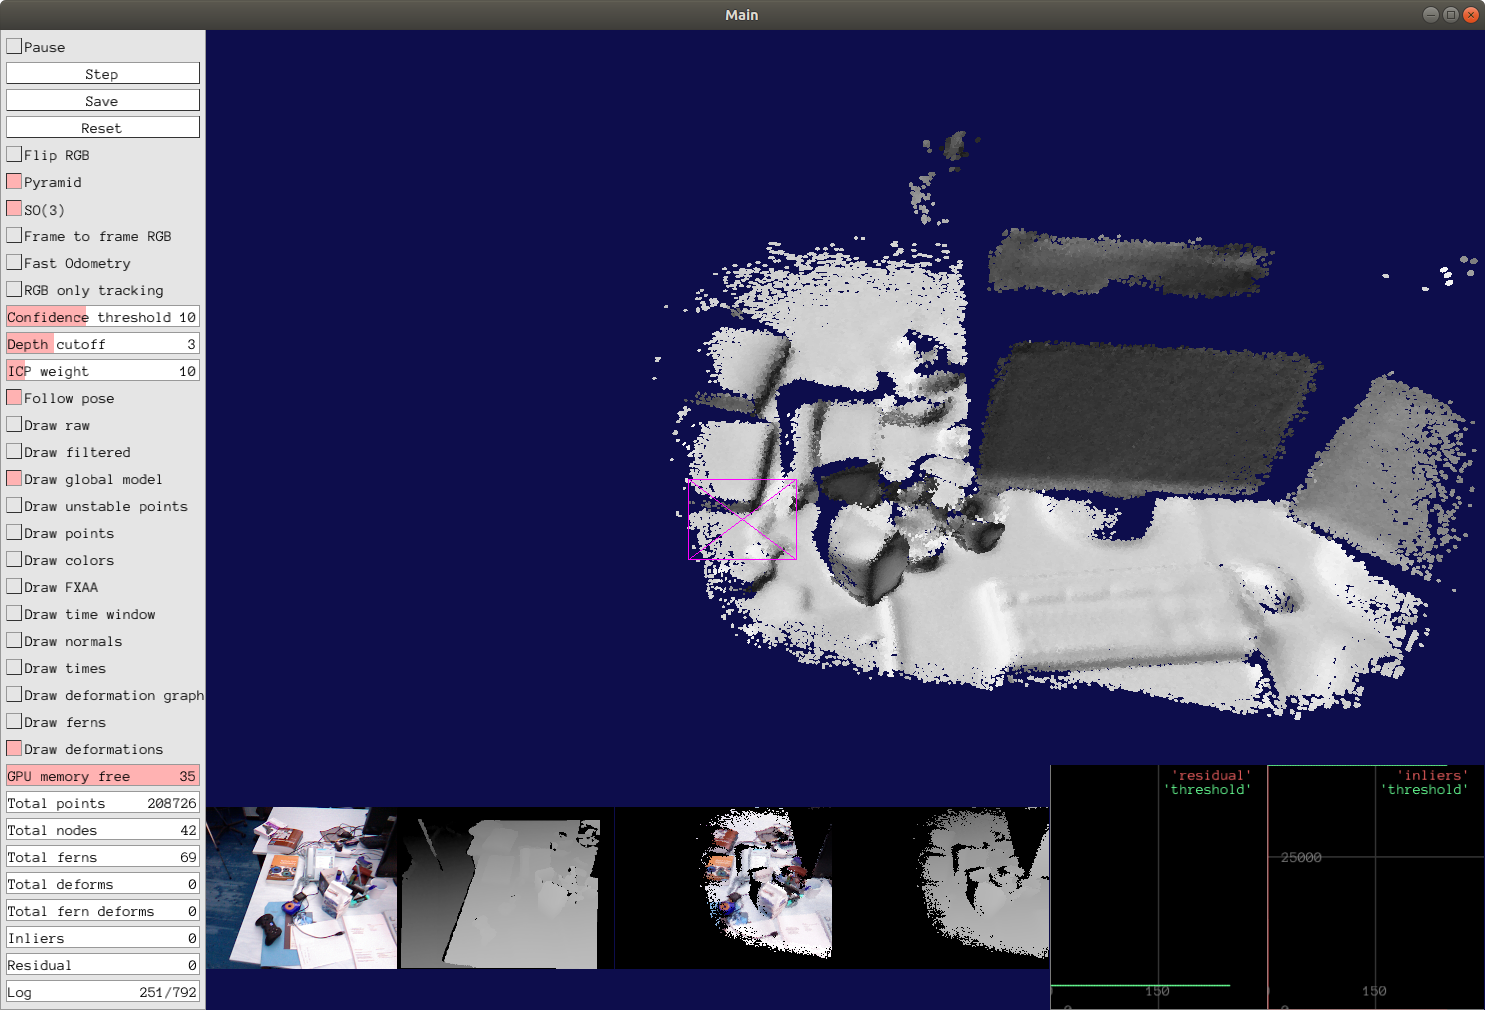 Main
Pause
Step
Save
Reset
Flip RGB
Pyramid
SO(3)
Frame to frame RGB
Fast Odometry
RGB only tracking
Confidence threshold 10
Depth cutoff 3
ICP weight 10
Follow pose
Draw raw
Draw filtered
Draw global model
Draw unstable points
Draw points
Draw colors
Draw FXAA
Draw time window
Draw normals
Draw times
Draw deformation graph
Draw ferns
Draw deformations
GPU memory free 35
Total points 208726
Total nodes 42
Total ferns 69
Total deforms 0
Total fern deforms 0
Inliers 0
Residual 0
Log 251/792
'residual'
'threshold'
150
'inliers'
'threshold'
25000
150